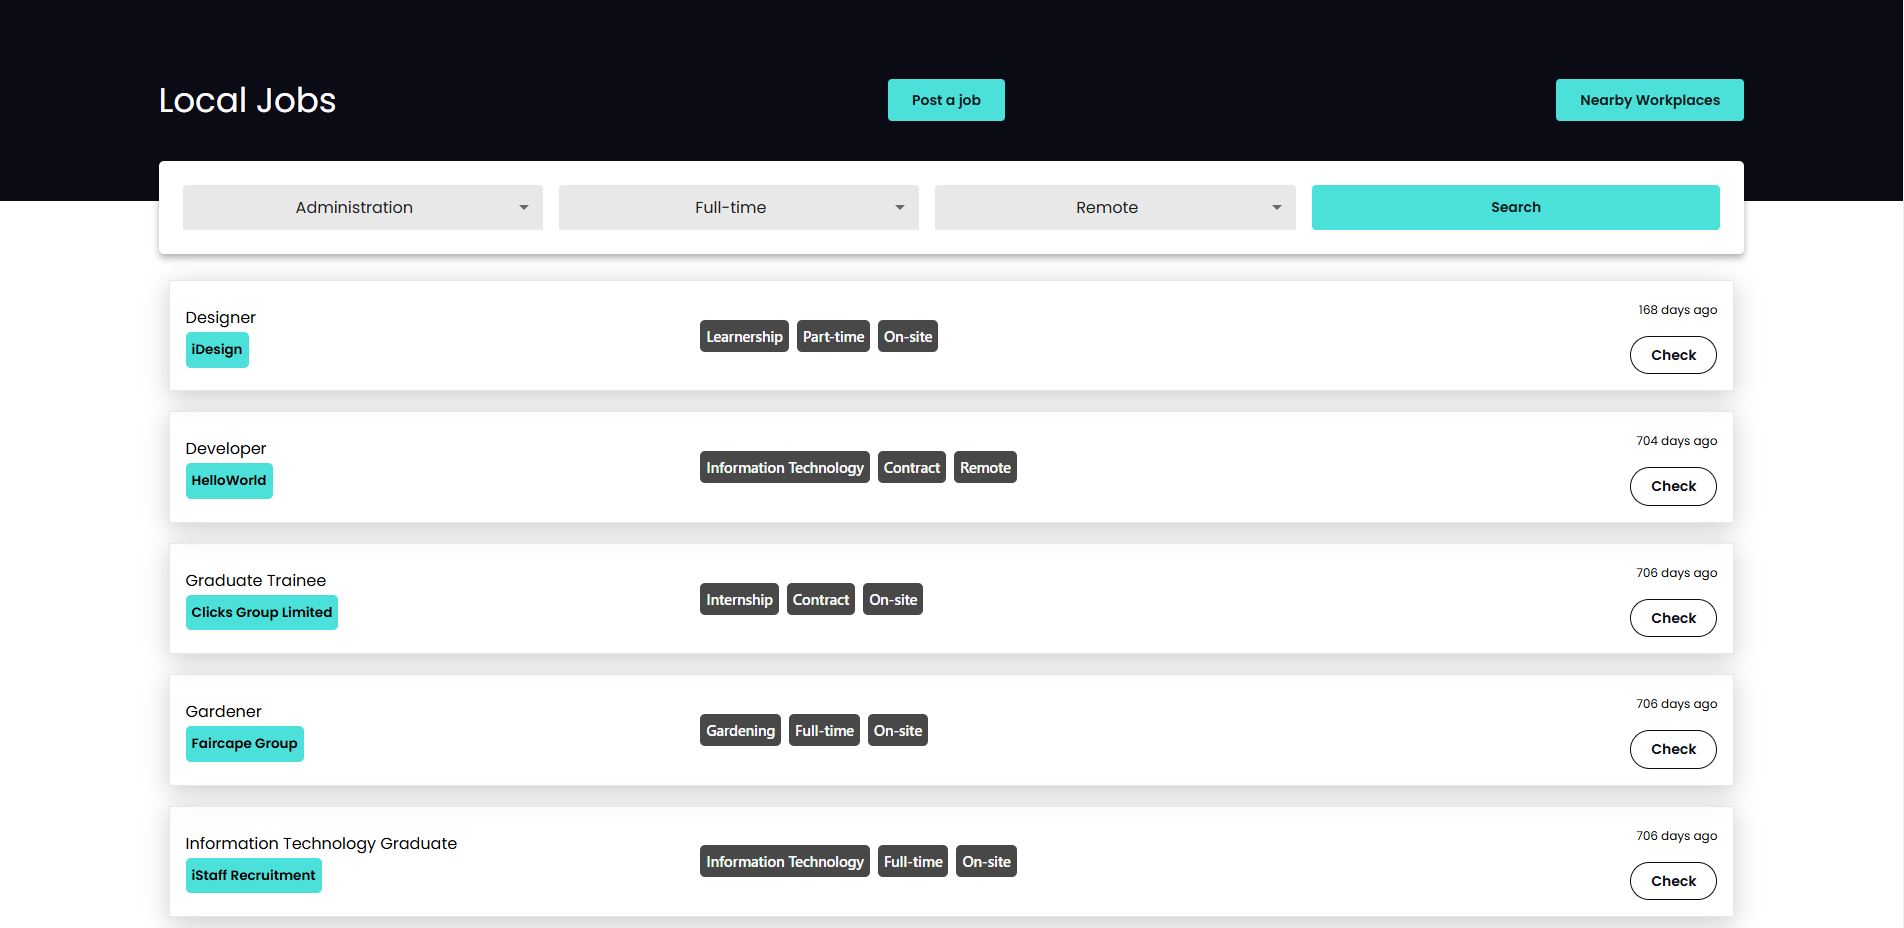 Local Jobs
Post a job
Nearby Workplaces
Administration
Full-time
Remote
Search
Designer
iDesign
Learnership Part-time On-site
168 days ago
Check
Developer
HelloWorld
Information Technology Contract Remote
704 days ago
Check
Graduate Trainee
Clicks Group Limited
Internship Contract On-site
706 days ago
Check
Gardener
Faircape Group
Gardening Full-time On-site
706 days ago
Check
Information Technology Graduate
iStaff Recruitment
Information Technology Full-time On-site
706 days ago
Check